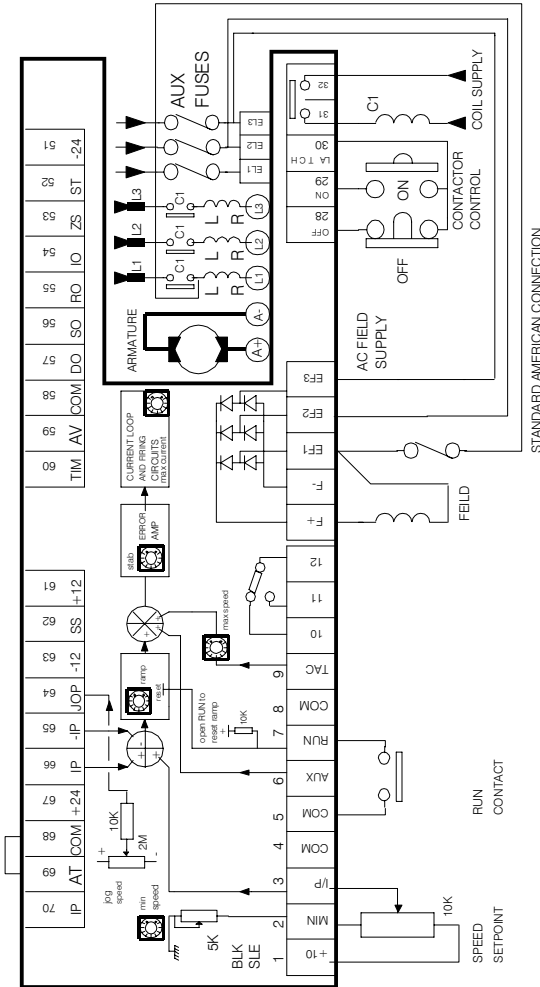 70 69 68 67 66 65 64 63 62 61
IP AT COM +24 IP -IP JOP -12 SS +12
60 59 58 57 56 55 54 53 52 51
TIM AV COM DO SO RO IO ZS ST -24
jog
speed
+
-
10K
2M
min
speed
5K
BLK
SLE
+
-
+
ramp
reset
open RUN to
reset ramp
+
10K
+
+
max speed
stab
ERROR
AMP
CURRENT LOOP
AND FIRING
CIRCUITS
max current
ARMATURE
A+
A-
L1
L2
L3
C1
C1
C1
L
R
L
R
L
R
L1
L2
L3
AUX
FUSES
EL1
EL2
EL3
1 2 3 4 5 6 7 8 9 10 11 12
+10 MIN I/P COM COM AUX RUN COM TAC
F+ F- EF1 EF2 EF3
AC FIELD
SUPPLY
28 29 30 31 32
OFF ON LATCH
OFF
ON
C1
CONTACTOR
CONTROL
COIL SUPPLY
10K
SPEED
SETPOINT
RUN
CONTACT
FEILD
STANDARD AMERICAN CONNECTION